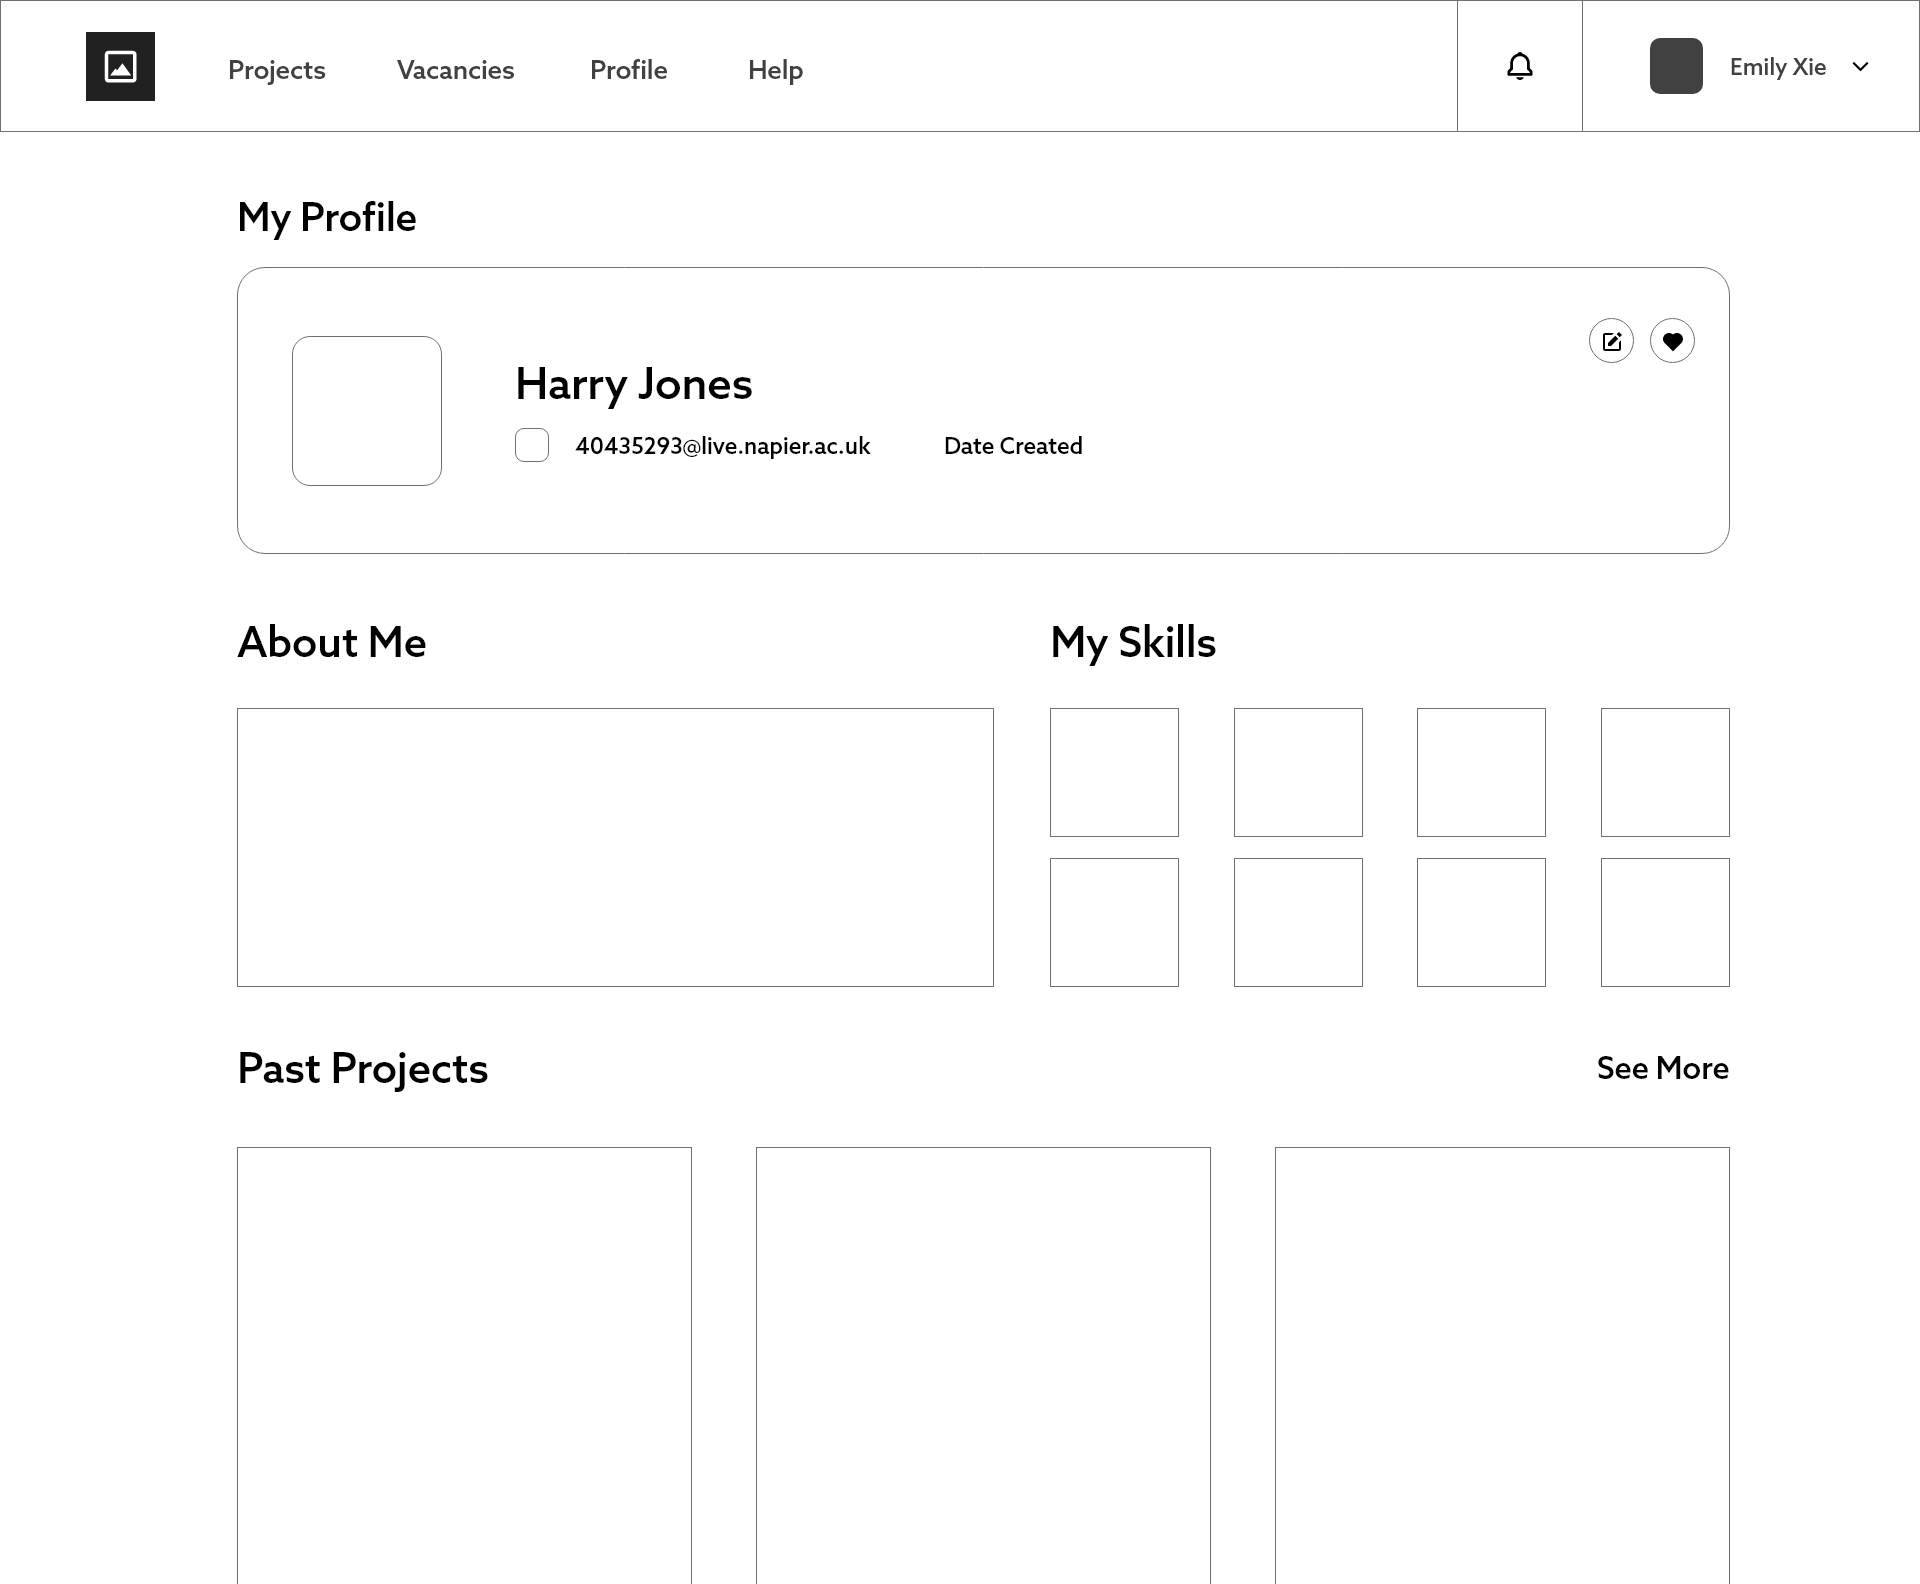 Projects Vacancies Profile Help Emily Xie
My Profile
Harry Jones
40435293@live.napier.ac.uk Date Created
About Me My Skills
Past Projects See More